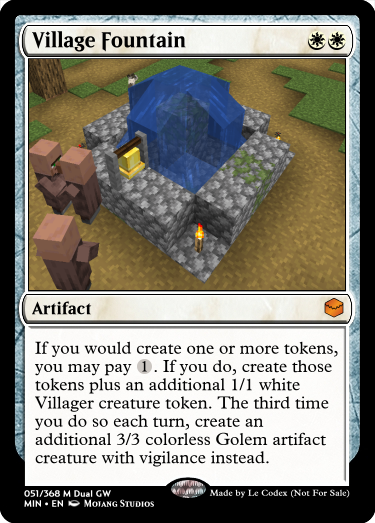 Village Fountain
Artifact
If you would create one or more tokens,
you may pay 1. If you do, create those
tokens plus an additional 1/1 white
Villager creature token. The third time
you do so each turn, create an
additional 3/3 colorless Golem artifact
creature with vigilance instead.
051/368 M Dual GW
MIN • EN Mojang Studios
Made by Le Codex (Not For Sale)